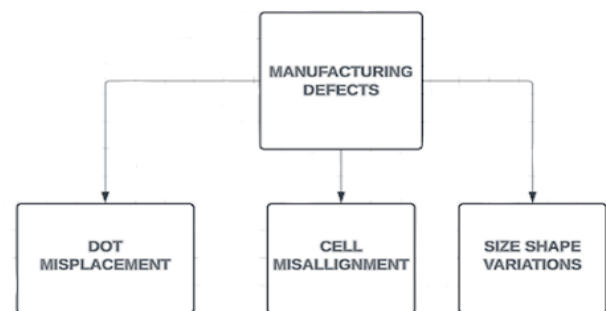 MANUFACTURING
DEFECTS
DOT
MISPLACEMENT
CELL
MISALLIGNMENT
SIZE SHAPE
VARIATIONS